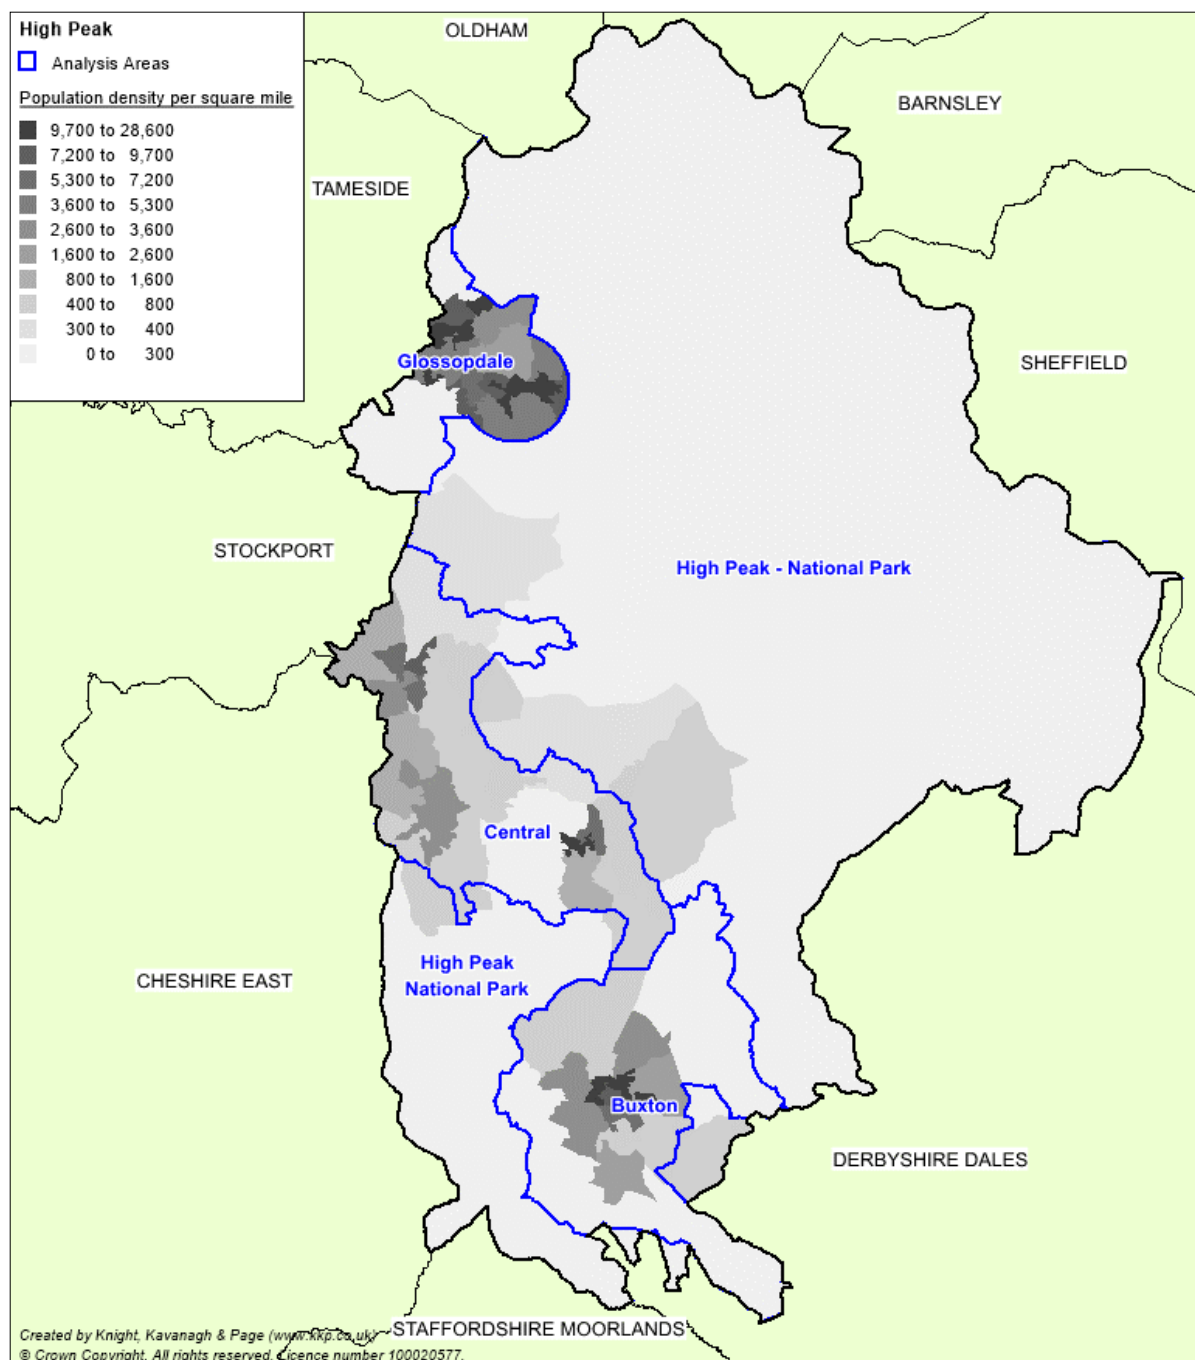 High Peak
Analysis Areas
Population density per square mile
9,700 to 28,600
7,200 to 9,700
5,300 to 7,200
3,600 to 5,300
2,600 to 3,600
1,600 to 2,600
800 to 1,600
400 to 800
300 to 400
0 to 300
OLDHAM
BARNSLEY
TAMESIDE
SHEFFIELD
Glossopdale
STOCKPORT
High Peak - National Park
Central
High Peak
National Park
CHESHIRE EAST
Buxton
DERBYSHIRE DALES
STAFFORDSHIRE MOORLANDS
Created by Knight, Kavanagh & Page (www.kkp.co.uk)
© Crown Copyright. All rights reserved. Licence number 100020577.